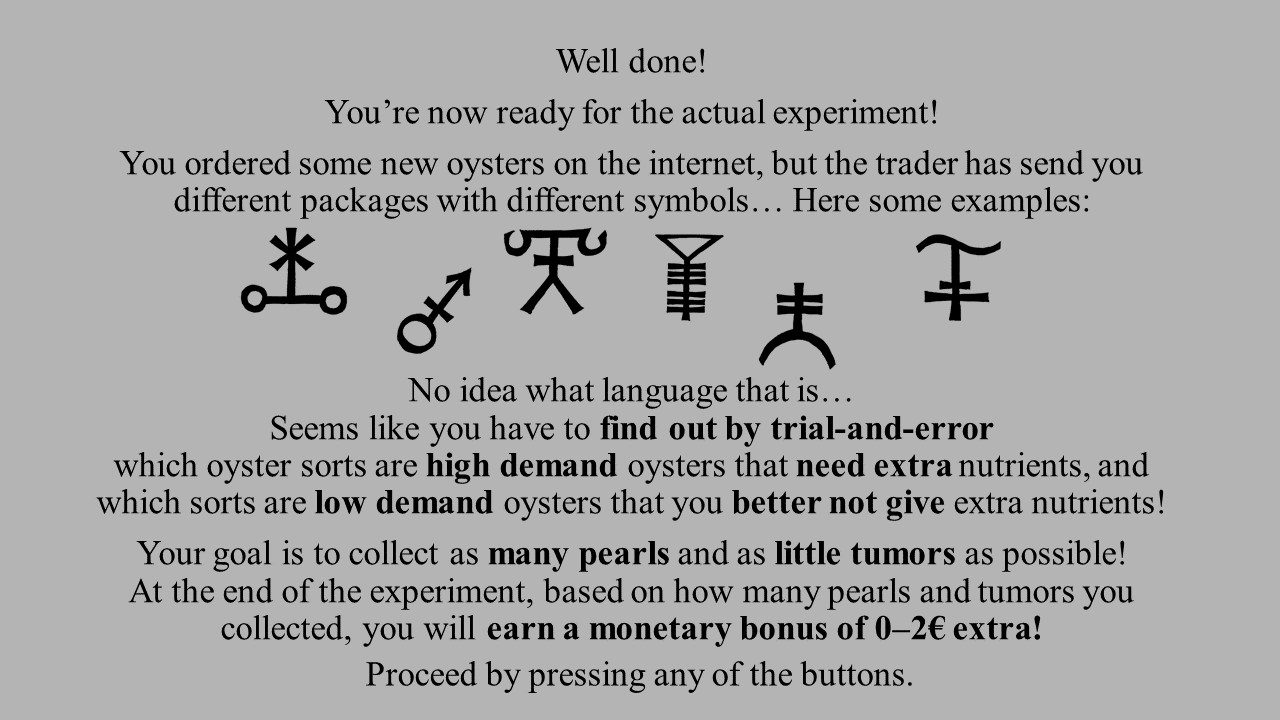 Well done!
You’re now ready for the actual experiment!
You ordered some new oysters on the internet, but the trader has send you
different packages with different symbols… Here some examples:
No idea what language that is…
Seems like you have to find out by trial-and-error
which oyster sorts are high demand oysters that need extra nutrients, and
which sorts are low demand oysters that you better not give extra nutrients!
Your goal is to collect as many pearls and as little tumors as possible!
At the end of the experiment, based on how many pearls and tumors you
collected, you will earn a monetary bonus of 0–2€ extra!
Proceed by pressing any of the buttons.